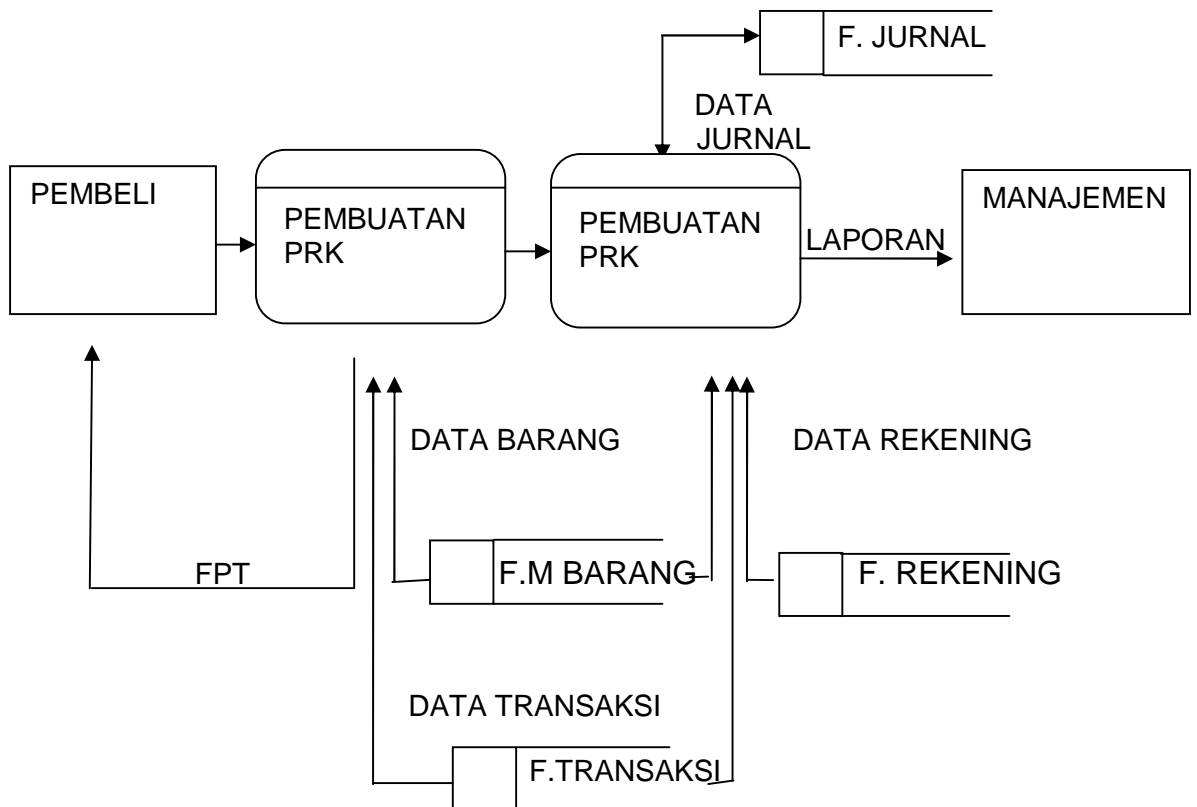 F. JURNAL
DATA
JURNAL
PEMBELI
PEMBUATAN
PRK
PEMBUATAN
PRK
LAPORAN
MANAJEMEN
DATA BARANG
DATA REKENING
FPT
F.M BARANG
F. REKENING
DATA TRANSAKSI
F.TRANSAKSI